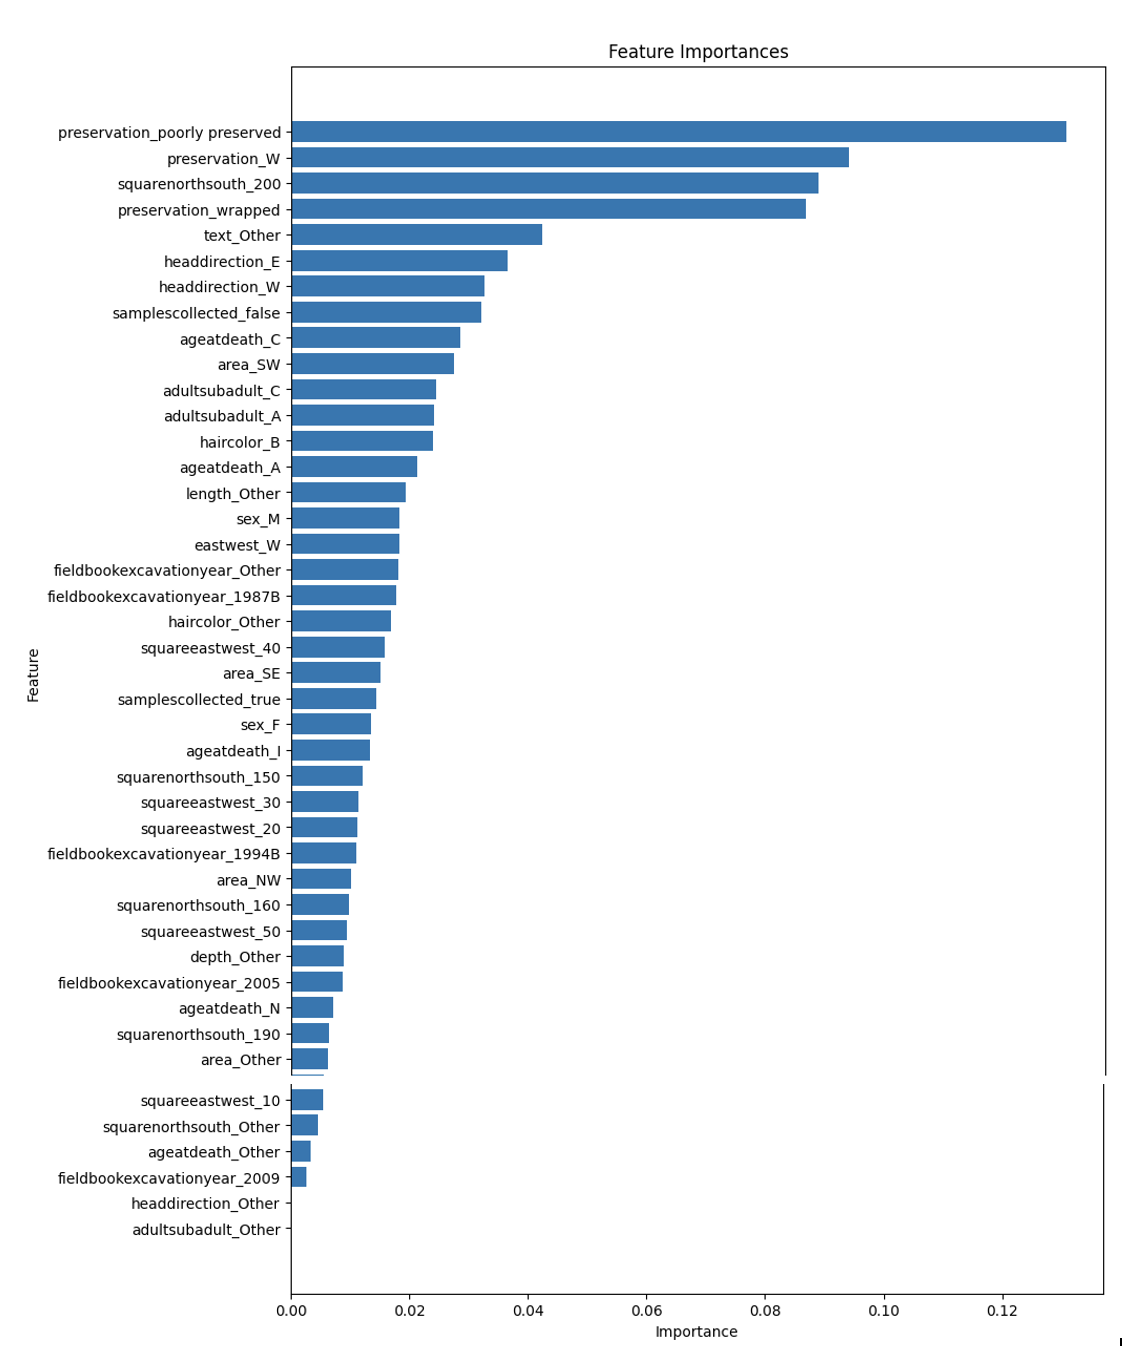 Feature Importances
preservation_poorly preserved
preservation_W
squarenorthsouth_200
preservation_wrapped
text_Other
headdirection_E
headdirection_W
samplescollected_false
ageatdeath_C
area_SW
adultsubadult_C
adultsubadult_A
haircolor_B
ageatdeath_A
length_Other
sex_M
eastwest_W
fieldbookexcavationyear_Other
fieldbookexcavationyear_1987B
haircolor_Other
squareeastwest_40
area_SE
samplescollected_true
sex_F
ageatdeath_I
squarenorthsouth_150
squareeastwest_30
squareeastwest_20
fieldbookexcavationyear_1994B
area_NW
squarenorthsouth_160
squareeastwest_50
depth_Other
fieldbookexcavationyear_2005
ageatdeath_N
squarenorthsouth_190
area_Other
squareeastwest_10
squarenorthsouth_Other
ageatdeath_Other
fieldbookexcavationyear_2009
headdirection_Other
adultsubadult_Other
Feature
0.00 0.02 0.04 0.06 0.08 0.10 0.12
Importance